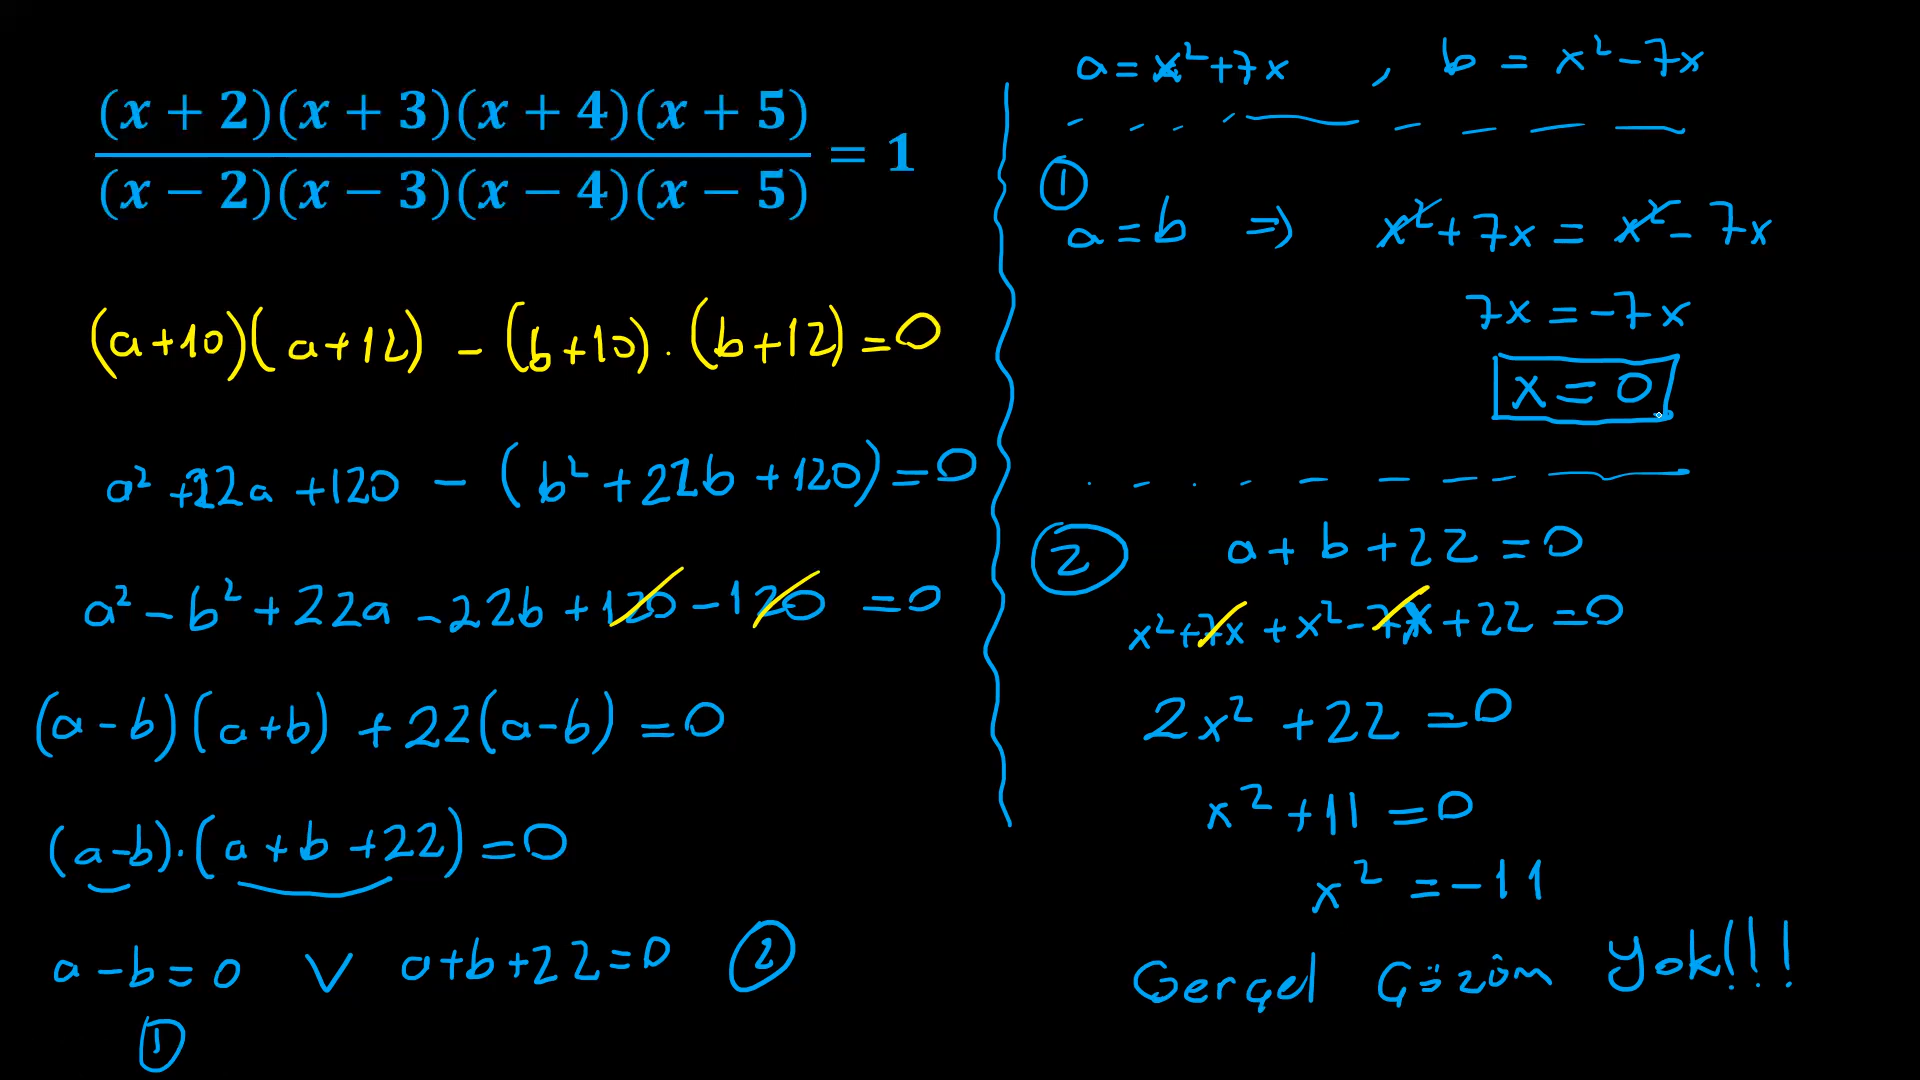 (x + 2)(x + 3)(x + 4)(x + 5)
(x − 2)(x − 3)(x − 4)(x − 5)
= 1
(a+10)(a+12) - (b+10).(b+12) = 0
a² + 22a + 120 - (b² + 22b + 120) = 0
a² - b² + 22a - 22b + 120 - 120 = 0
(a-b)(a+b) + 22(a-b) = 0
(a-b).(a+b+22) = 0
a-b=0 V a+b+22=0 2
1
a = x²+7x , b = x²-7x
1
a = b ⇒ x²+7x = x²-7x
7x = -7x
x = 0
2
a + b + 22 = 0
x²+7x + x²-7x + 22 = 0
2x² + 22 = 0
x² + 11 = 0
x² = -11
Gerçel Çözüm Yok!!!